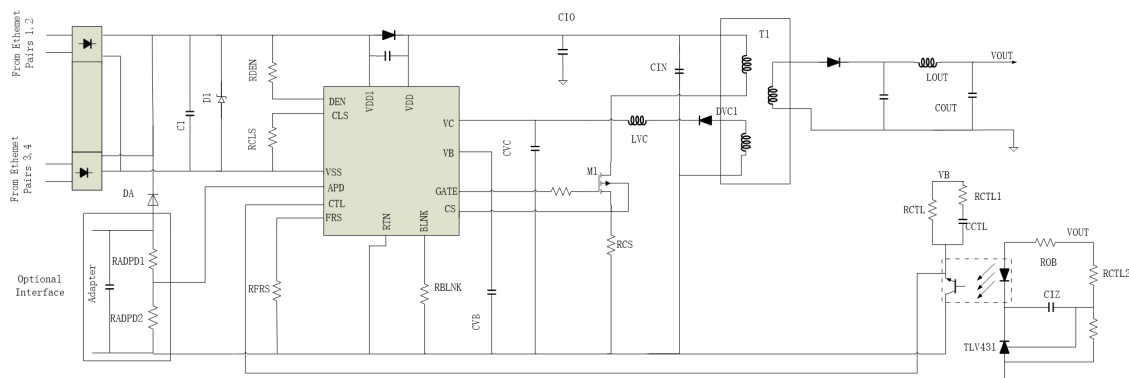 From Ethemet
Pairs 1,2
From Ethemet
Pairs 3,4
C1
D1
RDEN
RCLS
DEN
CLS
VDD1
VDD
VSS
APD
CTL
FRS
RTN
BLNK
VC
VB
GATE
CS
CIO
CIN
T1
DVC1
LVC
CVC
M1
RCS
LOUT
COUT
VOUT
DA
Optional
Interface
Adapter
RADPD1
RADPD2
RFRS
RBLNK
CVB
VB
RCTL
RCTL1
CCTL
VOUT
ROB
RCTL2
CIZ
TLV431